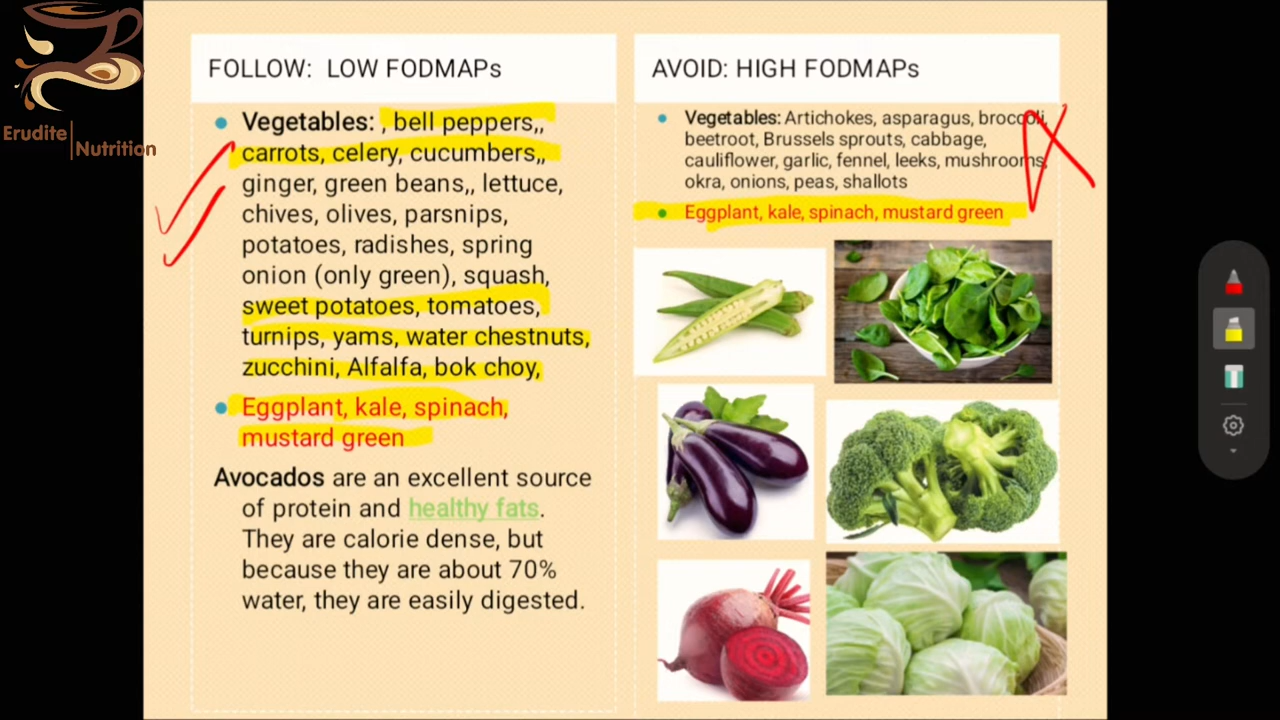 Erudite
Nutrition
FOLLOW: LOW FODMAPs
Vegetables: , bell peppers,,
carrots, celery, cucumbers,,
ginger, green beans,, lettuce,
chives, olives, parsnips,
potatoes, radishes, spring
onion (only green), squash,
sweet potatoes, tomatoes,
turnips, yams, water chestnuts,
zucchini, Alfalfa, bok choy,
Eggplant, kale, spinach,
mustard green
Avocados are an excellent source
of protein and healthy fats.
They are calorie dense, but
because they are about 70%
water, they are easily digested.
AVOID: HIGH FODMAPs
Vegetables: Artichokes, asparagus, broccoli,
beetroot, Brussels sprouts, cabbage,
cauliflower, garlic, fennel, leeks, mushrooms,
okra, onions, peas, shallots
Eggplant, kale, spinach, mustard green